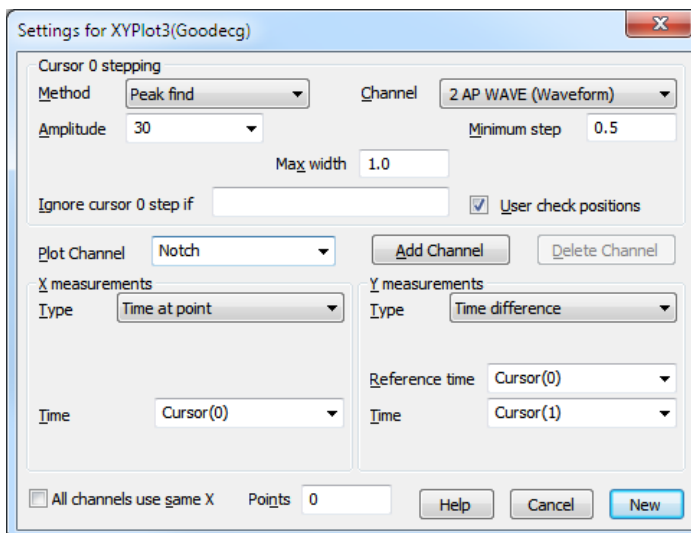 Settings for XYPlot3(Goodecg)
Cursor 0 stepping
Method Peak find Channel 2 AP WAVE (Waveform)
Amplitude 30 Minimum step 0.5
Max width 1.0
Ignore cursor 0 step if User check positions
Plot Channel Notch Add Channel Delete Channel
X measurements Y measurements
Type Time at point Type Time difference
Reference time Cursor(0)
Time Cursor(0) Time Cursor(1)
All channels use same X Points 0 Help Cancel New